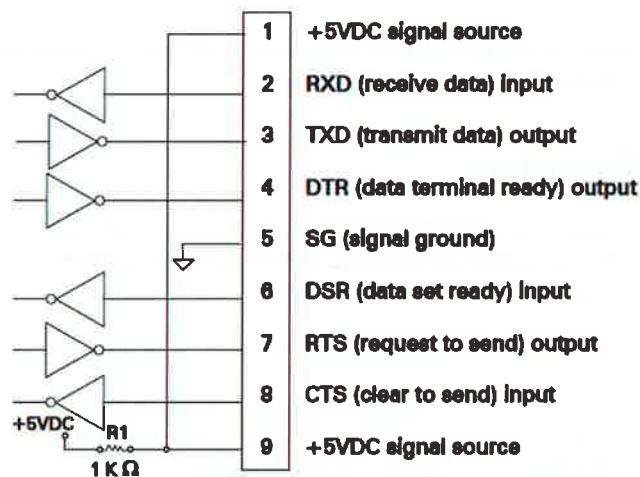 1 +5VDC signal source
2 RXD (receive data) input
3 TXD (transmit data) output
4 DTR (data terminal ready) output
5 SG (signal ground)
6 DSR (data set ready) input
7 RTS (request to send) output
8 CTS (clear to send) input
+5VDC
R1
9 +5VDC signal source
1 K Ω